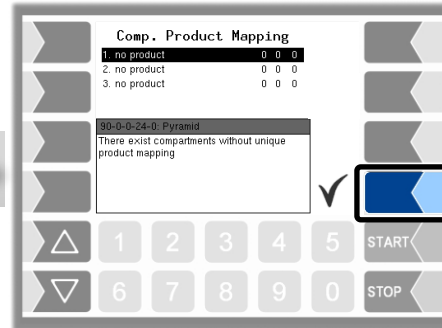 Comp. Product Mapping
1. no product 0 0 0
2. no product 0 0 0
3. no product 0 0 0
90-0-0-24-0: Pyramid
There exist compartments without unique
product mapping
1 2 3 4 5 START
6 7 8 9 0 STOP